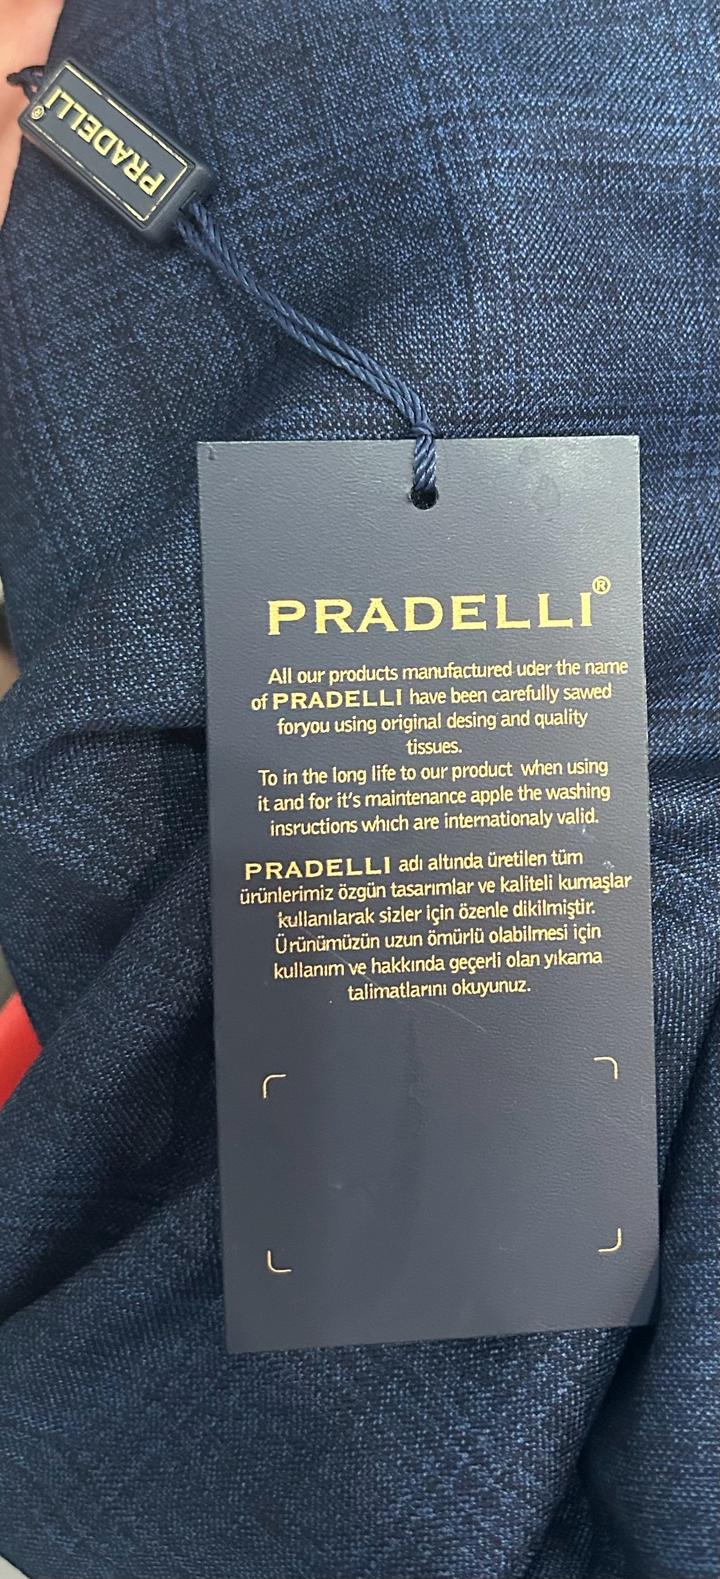 PRADELLI®
PRADELLI®
All our products manufactured uder the name
of PRADELLI have been carefully sawed
foryou using original desing and quality
tissues.
To in the long life to our product when using
it and for it's maintenance apple the washing
insructions which are internationaly valid.
PRADELLI adı altında üretilen tüm
ürünlerimiz özgün tasarımlar ve kaliteli kumaşlar
kullanılarak sizler için özenle dikilmiştir.
Ürünümüzün uzun ömürlü olabilmesi için
kullanım ve hakkında geçerli olan yıkama
talimatlarını okuyunuz.